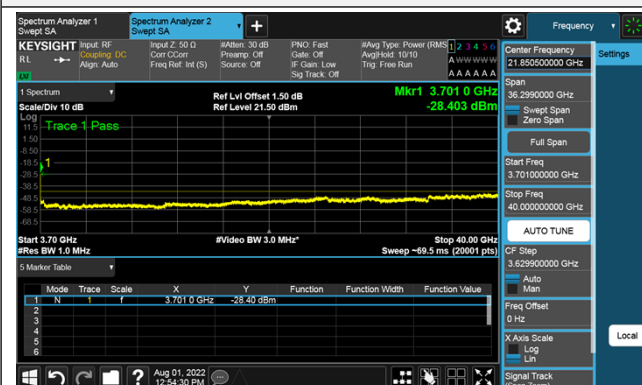 Spectrum Analyzer 1
Swept SA
Spectrum Analyzer 2
Swept SA
Frequency
KEYSIGHT
RL
LV
Input: RF
Coupling: DC
Align: Auto
Input Z: 50 Ω
Corr CCorr
Freq Ref: Int (S)
#Atten: 30 dB
Preamp: Off
Source: Off
PNO: Fast
Gate: Off
IF Gain: Low
Sig Track: Off
#Avg Type: Power (RMS
Avg|Hold: 10/10
Trig: Free Run
1 2 3 4 5 6
A W W W W W
A A A A A A
1 Spectrum
Scale/Div 10 dB
Ref Lvl Offset 1.50 dB
Ref Level 21.50 dBm
Mkr1 3.701 0 GHz
-28.403 dBm
Log
Trace 1 Pass
11.5
1.50
-8.50
-18.5
-28.5
-38.5
-48.5
-58.5
-68.5
1
Start 3.70 GHz
#Res BW 1.0 MHz
#Video BW 3.0 MHz*
Stop 40.00 GHz
Sweep ~69.5 ms (20001 pts)
5 Marker Table
Mode Trace Scale X Y Function Function Width Function Value
1 N 1 f 3.701 0 GHz -28.40 dBm
2
3
4
5
6
Aug 01, 2022
12:54:30 PM
Center Frequency
21.850500000 GHz
Span
36.2990000 GHz
Swept Span
Zero Span
Full Span
Start Freq
3.701000000 GHz
Stop Freq
40.000000000 GHz
AUTO TUNE
CF Step
3.629900000 GHz
Auto
Man
Freq Offset
0 Hz
X Axis Scale
Log
Lin
Signal Track
(Span Zoom)
Settings
Local